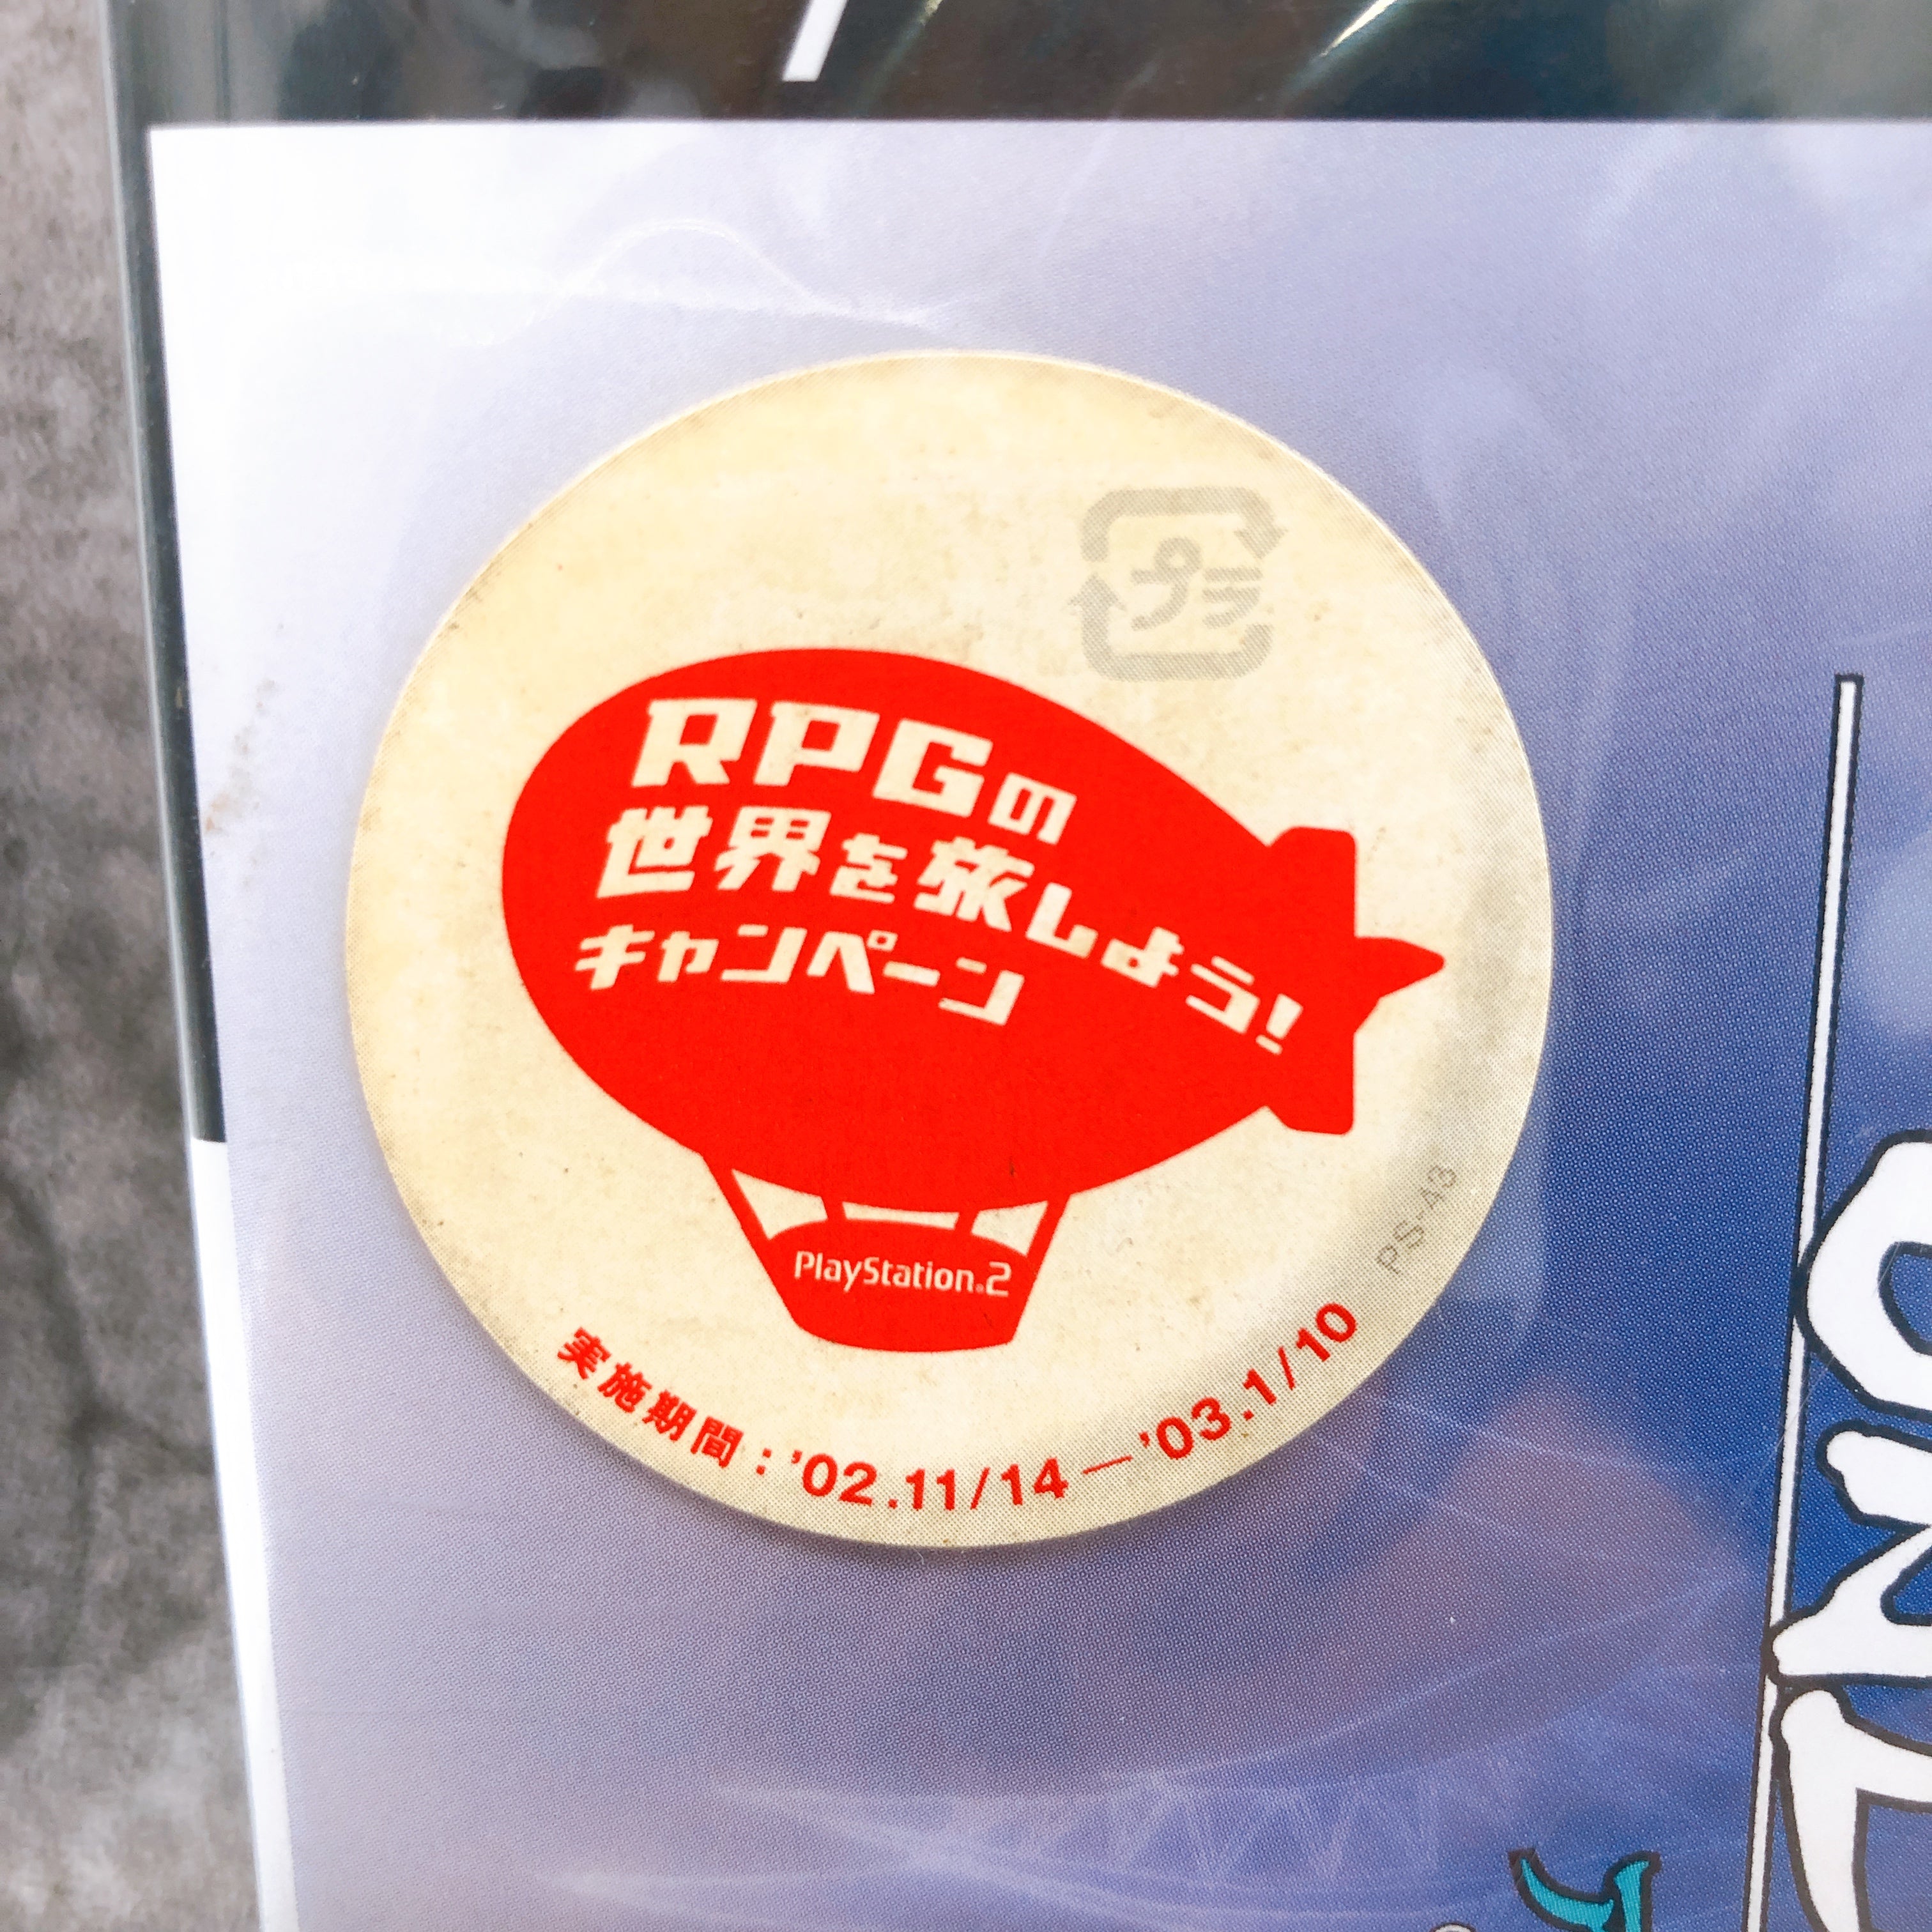 プラ
RPGの
世界を旅しよう!
キャンペーン
PlayStation.2
PS-43
実施期間:'02.11/14—'03.1/10